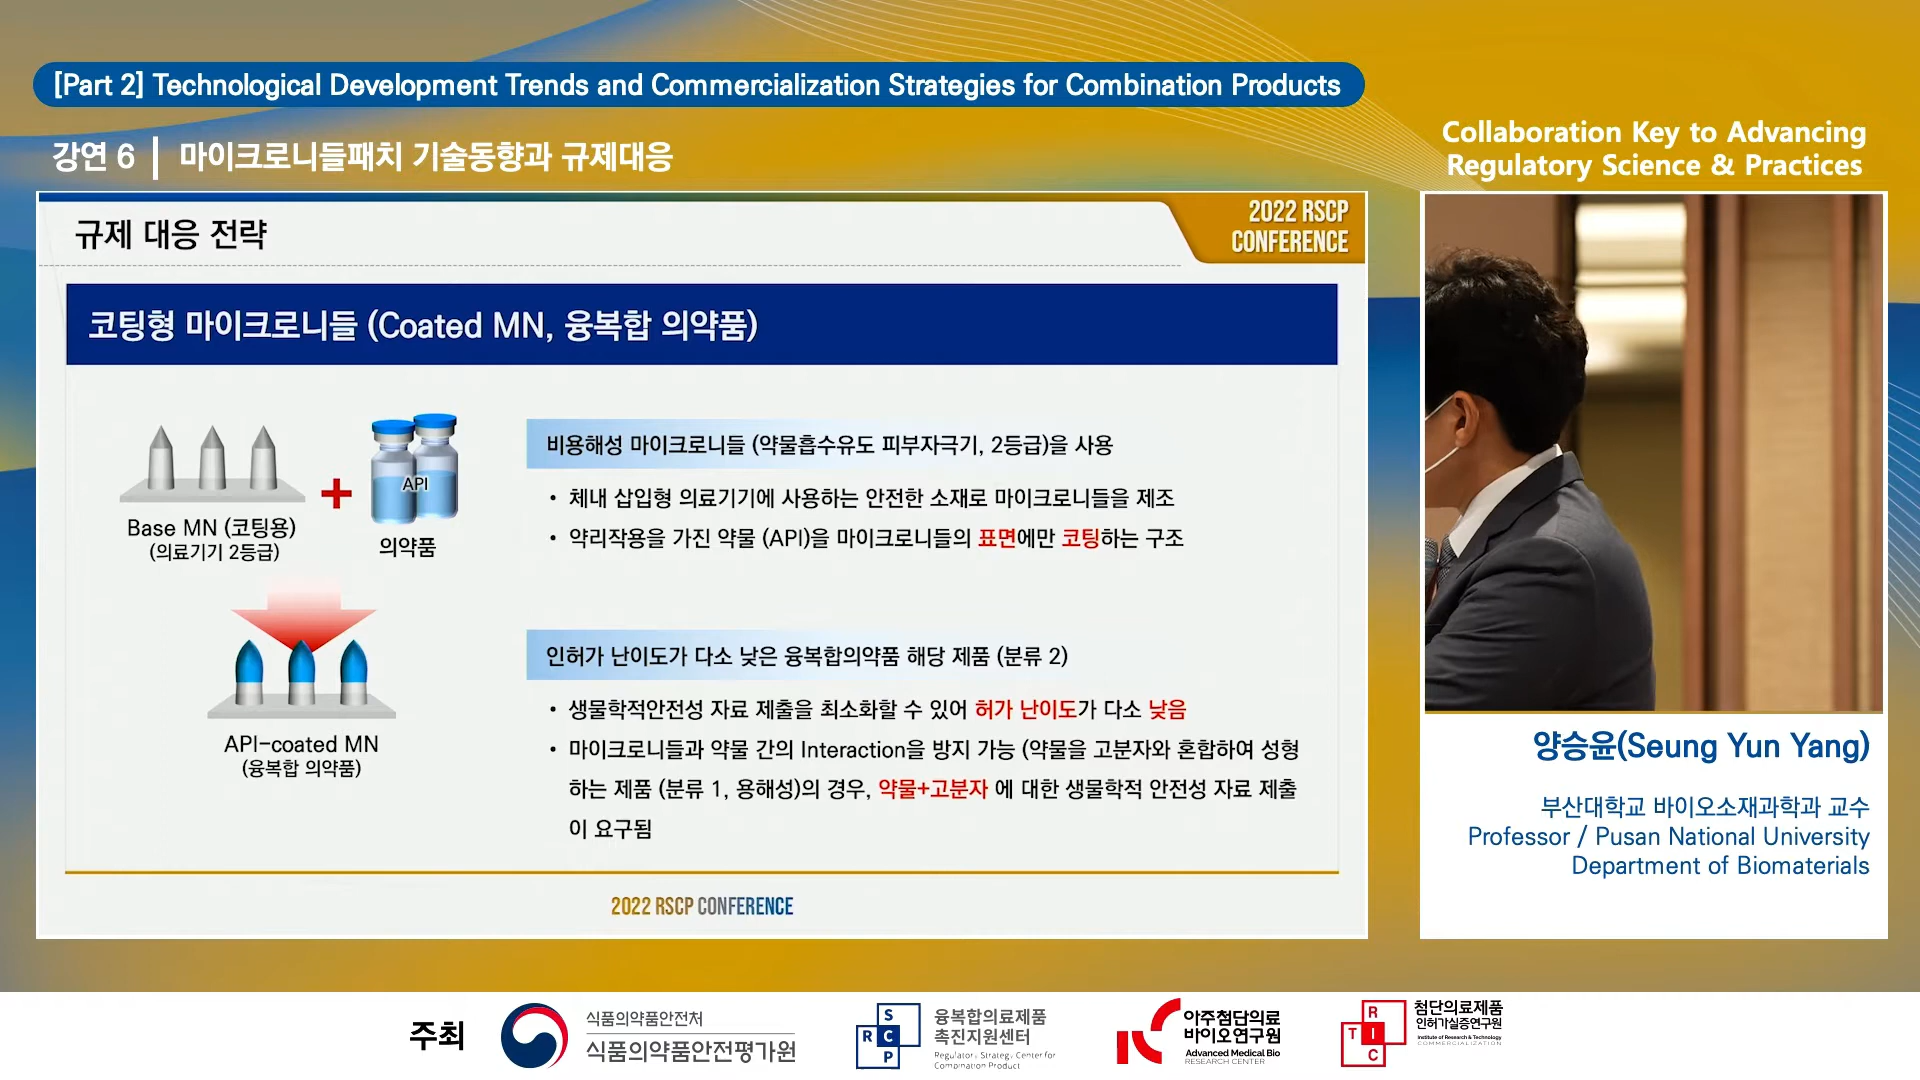 [Part 2] Technological Development Trends and Commercialization Strategies for Combination Products
강연 6 | 마이크로니들패치 기술동향과 규제대응
Collaboration Key to Advancing
Regulatory Science & Practices
규제 대응 전략
2022 RSCP
CONFERENCE
코팅형 마이크로니들 (Coated MN, 융복합 의약품)
API
Base MN (코팅용)
(의료기기 2등급)
의약품
API-coated MN
(융복합 의약품)
비용해성 마이크로니들 (약물흡수유도 피부자극기, 2등급)을 사용
• 체내 삽입형 의료기기에 사용하는 안전한 소재로 마이크로니들을 제조
• 약리작용을 가진 약물 (API)을 마이크로니들의 표면에만 코팅하는 구조
인허가 난이도가 다소 낮은 융복합의약품 해당 제품 (분류 2)
• 생물학적안전성 자료 제출을 최소화할 수 있어 허가 난이도가 다소 낮음
• 마이크로니들과 약물 간의 Interaction을 방지 가능 (약물을 고분자와 혼합하여 성형
하는 제품 (분류 1, 용해성)의 경우, 약물+고분자 에 대한 생물학적 안전성 자료 제출
이 요구됨
2022 RSCP CONFERENCE
양승윤(Seung Yun Yang)
부산대학교 바이오소재과학과 교수
Professor / Pusan National University
Department of Biomaterials
주최
식품의약품안전처
식품의약품안전평가원
S
R C
P
융복합의료제품
촉진지원센터
Regulatory Strategy Center for
Combination Product
아주첨단의료
바이오연구원
Advanced Medical Bio
RESEARCH CENTER
R
T I
C
첨단의료제품
인허가실증연구원
Institute of Research & Technology
COMMERCIALIZATION